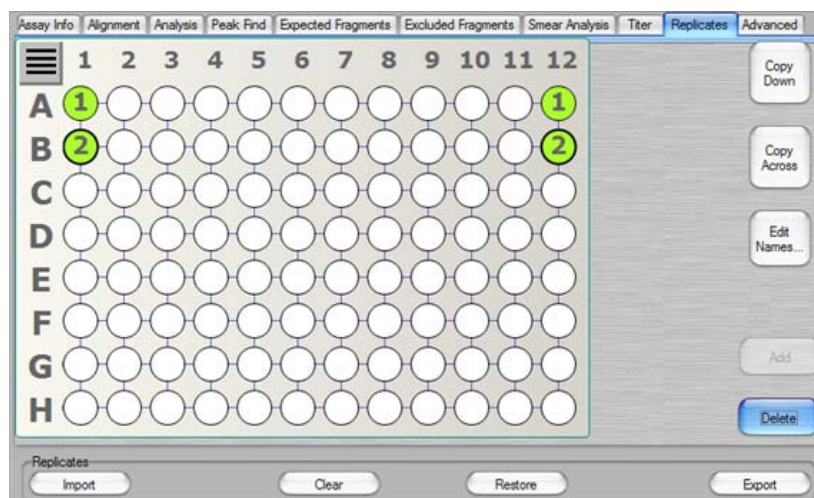 Assay Info Alignment Analysis Peak Find Expected Fragments Excluded Fragments Smear Analysis Titer Replicates Advanced
1 2 3 4 5 6 7 8 9 10 11 12
A 1 1
B 2 2
C
D
E
F
G
H
Copy
Down
Copy
Across
Edit
Names...
Add
Delete
Replicates
Import Clear Restore Export